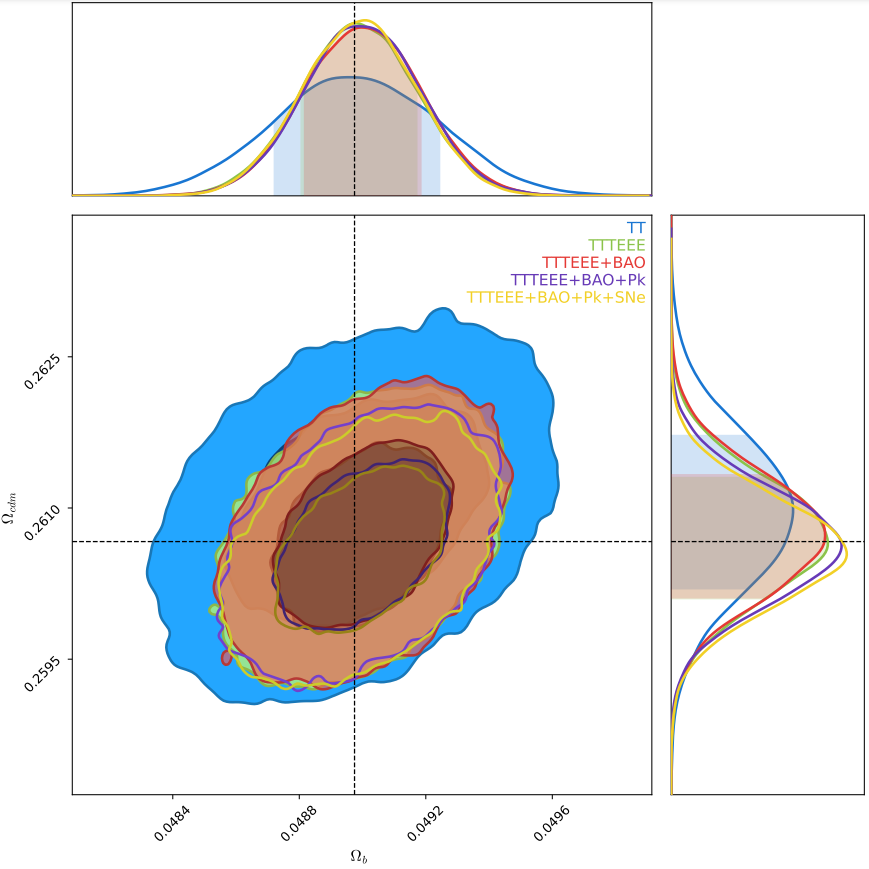 TT
TTTEEE
TTTEEE+BAO
TTTEEE+BAO+Pk
TTTEEE+BAO+Pk+SNe
0.2625
0.2610
0.2595
Ω_cdm
0.0484
0.0488
0.0492
0.0496
Ω_b